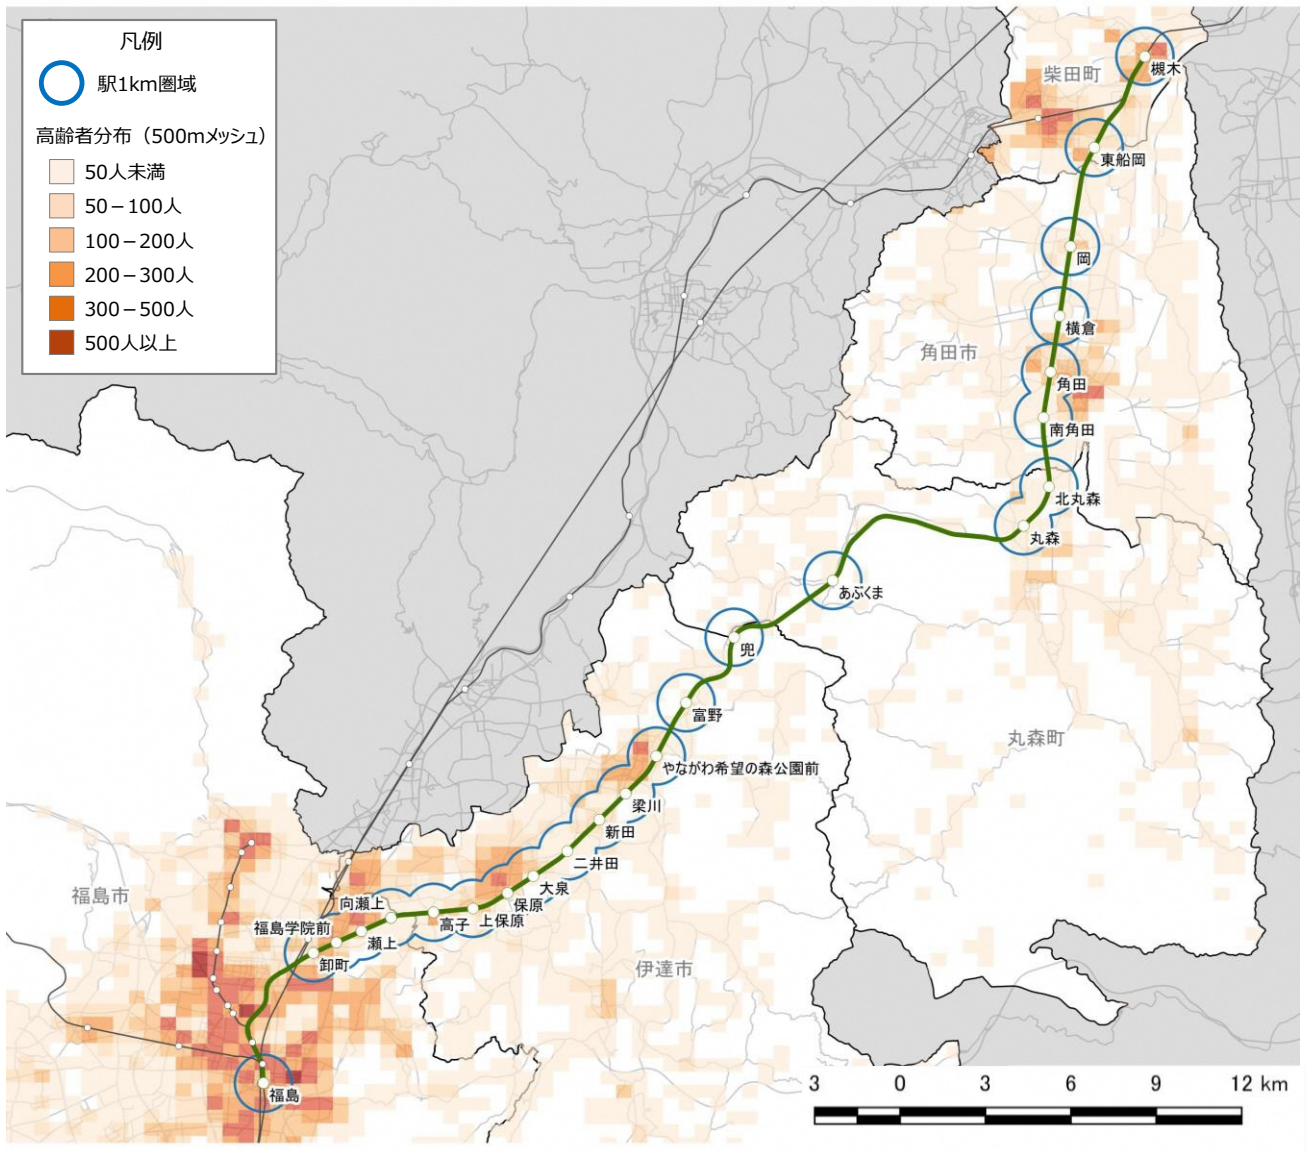 凡例
駅1km圏域
高齢者分布（500mメッシュ）
50人未満
50－100人
100－200人
200－300人
300－500人
500人以上
柴田町
槻木
東船岡
岡
横倉
角田市
角田
南角田
北丸森
丸森
あぶくま
兜
富野
丸森町
やながわ希望の森公園前
梁川
新田
二井田
大泉
保原
上保原
高子
向瀬上
瀬上
福島学院前
卸町
福島市
伊達市
福島
3 0 3 6 9 12 km